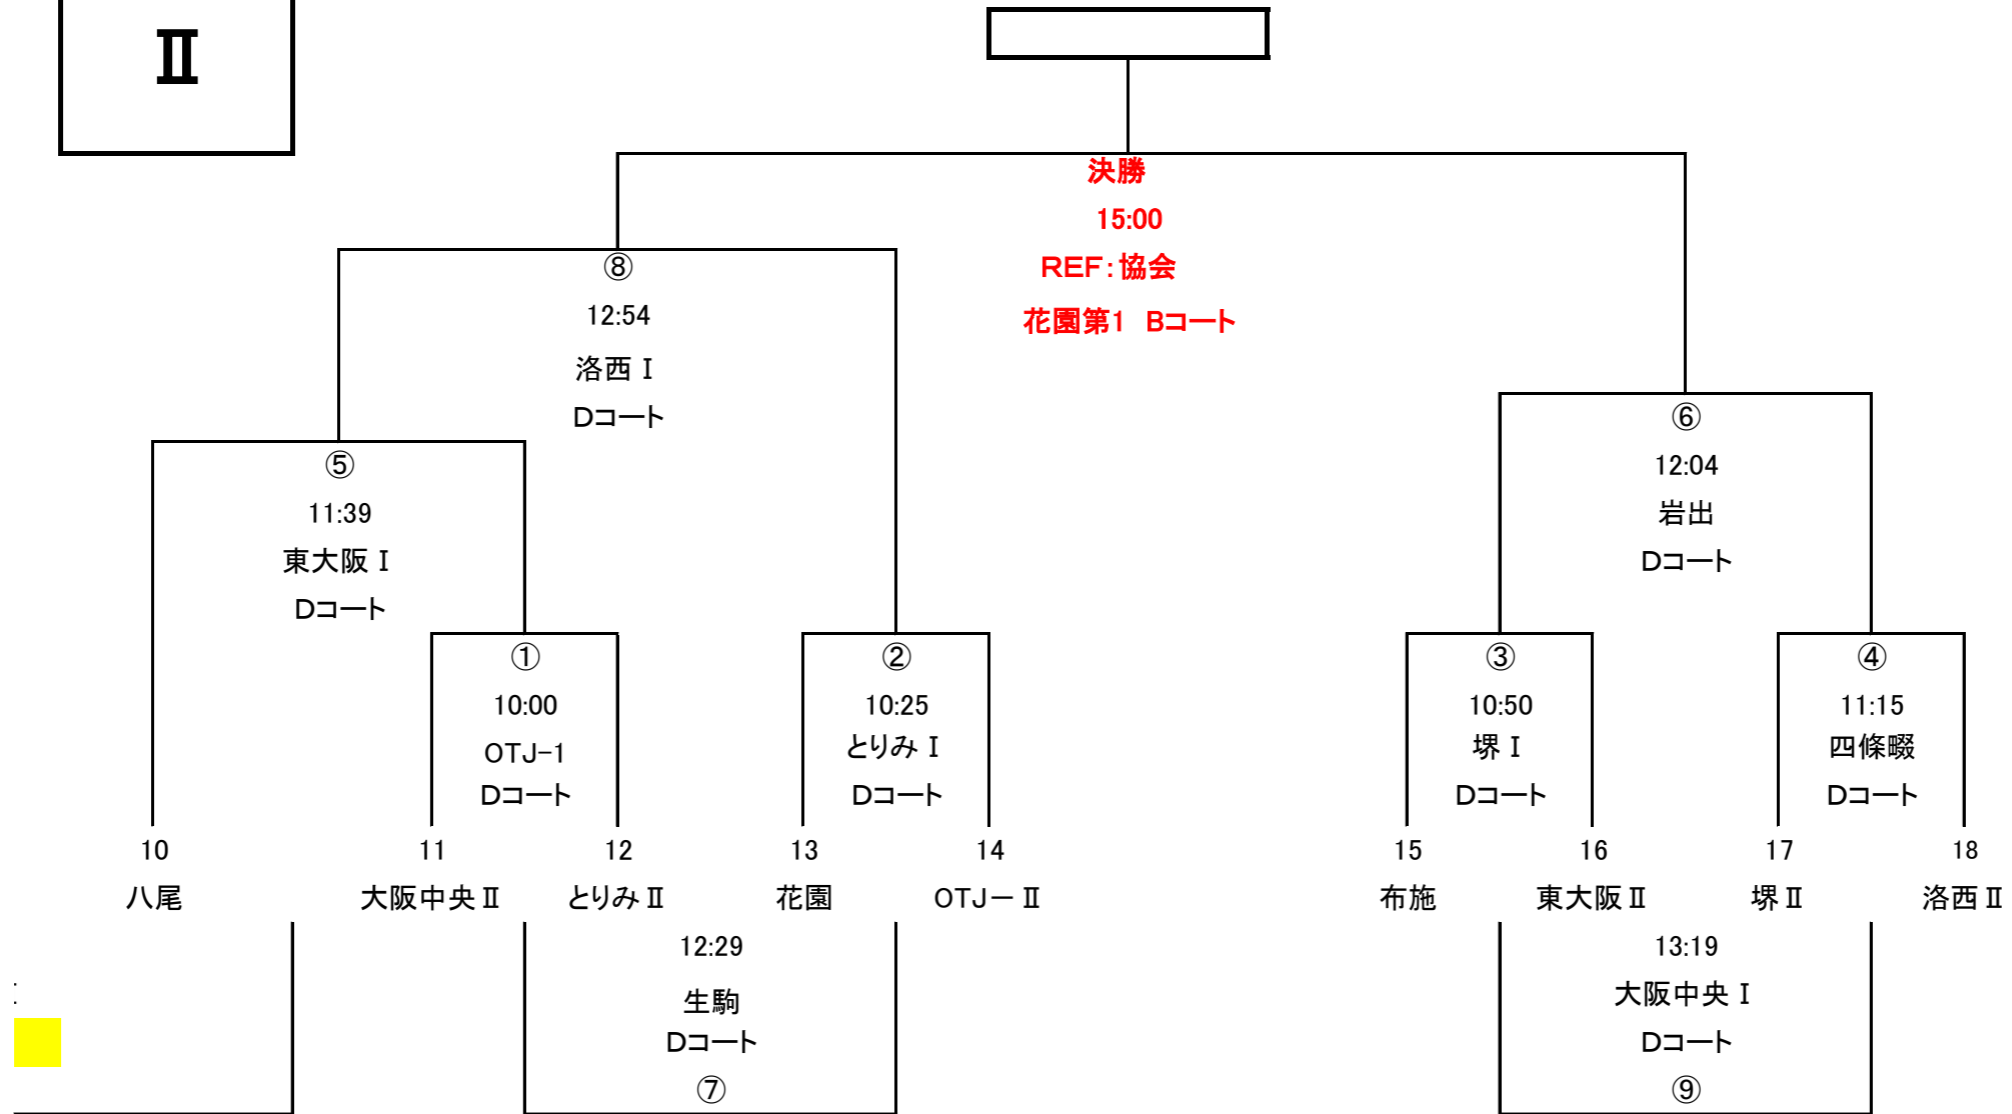 Ⅱ
決勝
15:00
REF:協会
花園第1 Bコート
⑧
12:54
洛西Ⅰ
Dコート
⑥
12:04
岩出
Dコート
⑤
11:39
東大阪Ⅰ
Dコート
①
10:00
OTJ-1
Dコート
②
10:25
とりみⅠ
Dコート
③
10:50
堺Ⅰ
Dコート
④
11:15
四條畷
Dコート
10 11 12 13 14 15 16 17 18
八尾 大阪中央Ⅱ とりみⅡ 花園 OTJーⅡ 布施 東大阪Ⅱ 堺Ⅱ 洛西Ⅱ
12:29
生駒
Dコート
⑦
13:19
大阪中央Ⅰ
Dコート
⑨